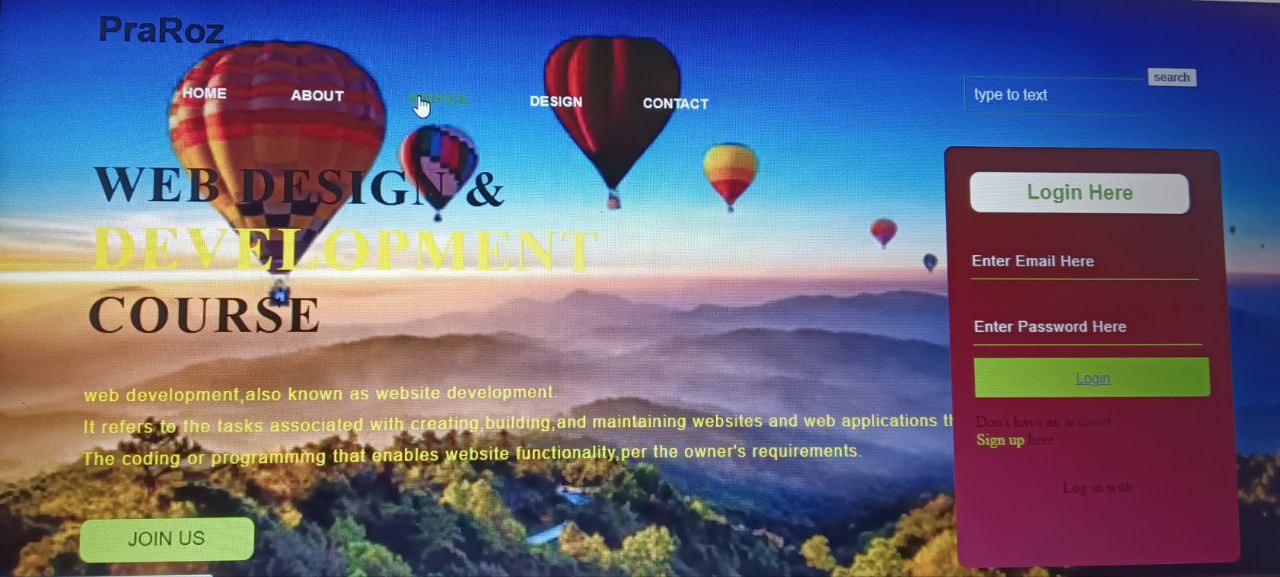 PraRoz
HOME ABOUT SERVICE DESIGN CONTACT
type to text search
WEB DESIGN &
DEVELOPMENT
COURSE
web development,also known as website development.
It refers to the tasks associated with creating,building,and maintaining websites and web applications th
The coding or programming that enables website functionality,per the owner's requirements.
JOIN US
Login Here
Enter Email Here
Enter Password Here
Login
Don't have an account
Sign up here
Log in with